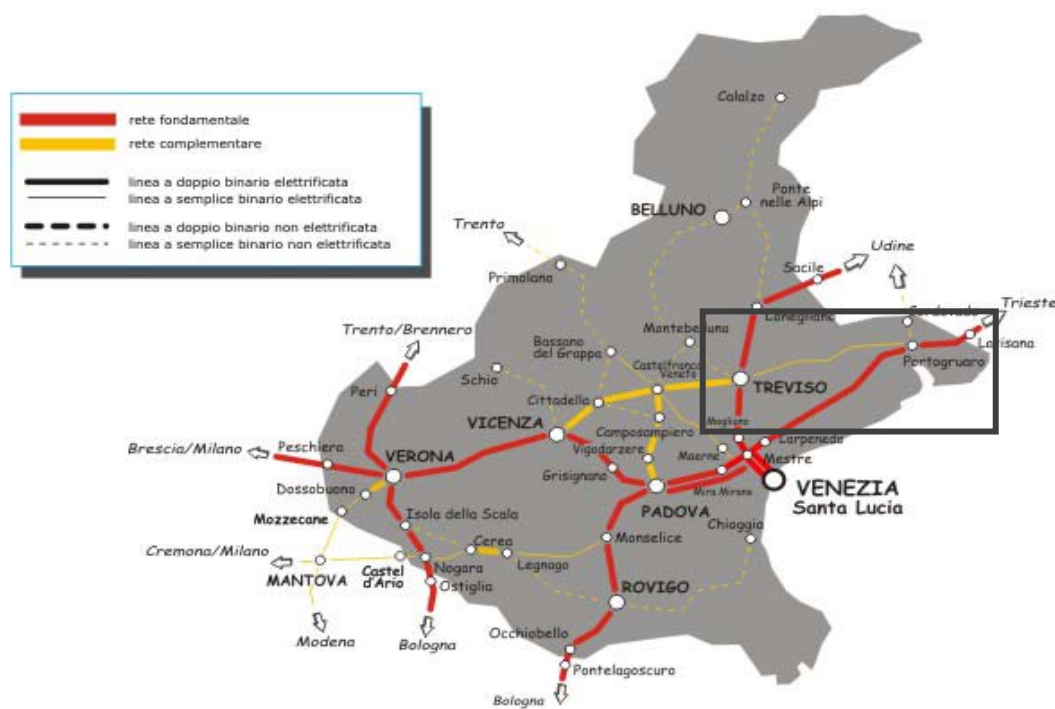 rete fondamentale
rete complementare
linea a doppio binario elettrificata
linea a semplice binario elettrificata
linea a doppio binario non elettrificata
linea a semplice binario non elettrificata
Calalzo
Ponte
nelle Alpi
BELLUNO
Trento
Udine
Primolano
Sacile
Trieste
Conegliano
Cordovado
Trento/Brennero
Montebelluna
Latisana
Bassano
del Grappa
Portogruaro
Castelfranco
Veneto
Schio
TREVISO
Peri
Cittadella
VICENZA
Camposampiero
Mogliano
Carpenedo
Brescia/Milano
Peschiera
VERONA
Vigodarzere
Maerne
Mestre
Grisignano
Dossobuono
Mira Mirano
VENEZIA
Santa Lucia
PADOVA
Mozzecane
Isola della Scala
Chioggia
Cerea
Monselice
Cremona/Milano
Legnago
Nogara
MANTOVA
Castel
d'Ario
Ostiglia
ROVIGO
Modena
Bologna
Occhiobello
Pontelagoscuro
Bologna